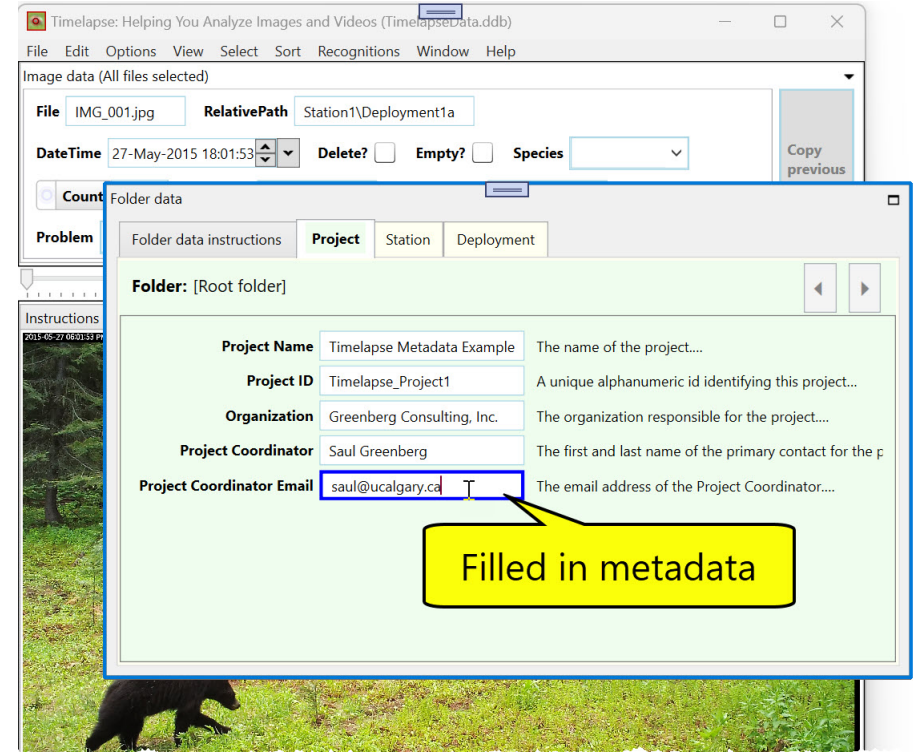 Timelapse: Helping You Analyze Images and Videos (TimelapseData.ddb)
File Edit Options View Select Sort Recognitions Window Help
Image data (All files selected)
File IMG_001.jpg RelativePath Station1\Deployment1a
DateTime 27-May-2015 18:01:53 Delete? Empty? Species
Copy
previous
Count
Problem
Folder data
Folder data instructions Project Station Deployment
Folder: [Root folder]
Instructions
2015-05-27 06:01:53 PM
Project Name Timelapse Metadata Example The name of the project....
Project ID Timelapse_Project1 A unique alphanumeric id identifying this project...
Organization Greenberg Consulting, Inc. The organization responsible for the project....
Project Coordinator Saul Greenberg The first and last name of the primary contact for the p
Project Coordinator Email saul@ucalgary.ca The email address of the Project Coordinator....
Filled in metadata